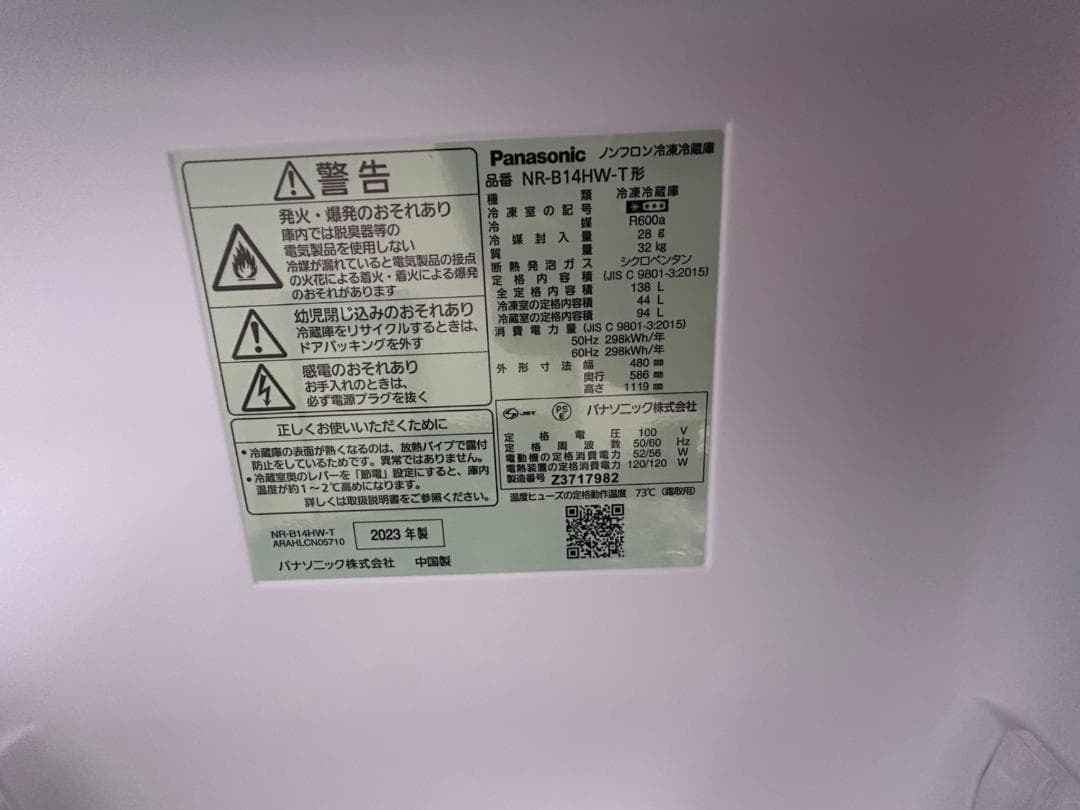 警告
発火・爆発のおそれあり
庫内では脱臭器等の
電気製品を使用しない
冷媒が漏れていると電気製品の接点
の火花による着火・着火による爆発
のおそれがあります
幼児閉じ込みのおそれあり
冷蔵庫をリサイクルするときは、
ドアパッキングを外す
感電のおそれあり
お手入れのときは、
必ず電源プラグを抜く
正しくお使いいただくために
•冷蔵庫の表面が熱くなるのは、放熱パイプで露付
防止をしているためです。異常ではありません。
•冷蔵室奥のレバーを「節電」設定にすると、庫内
温度が約1～2℃高めになります。
詳しくは取扱説明書をご参照ください。
NR-B14HW-T
ARAHLCN05710
2023 年製
パナソニック株式会社 中国製
Panasonic ノンフロン冷凍冷蔵庫
品番 NR-B14HW-T形
種類 冷凍冷蔵庫
冷凍室の記号
冷媒 R600a
冷媒封入量 28 g
質量 32 kg
断熱発泡ガス シクロペンタン
定格内容積 (JIS C 9801-3:2015)
全定格内容積 138 L
冷凍室の定格内容積 44 L
冷蔵室の定格内容積 94 L
消費電力量 (JIS C 9801-3:2015)
50Hz 298kWh/年
60Hz 298kWh/年
外形寸法 幅 480 mm
奥行 586 mm
高さ 1119 mm
JET PS E パナソニック株式会社
定格電圧 100 V
定格周波数 50/60 Hz
電動機の定格消費電力 52/56 W
電熱装置の定格消費電力 120/120 W
製造番号 Z3717982
温度ヒューズの定格動作温度 73℃ (霜取用)